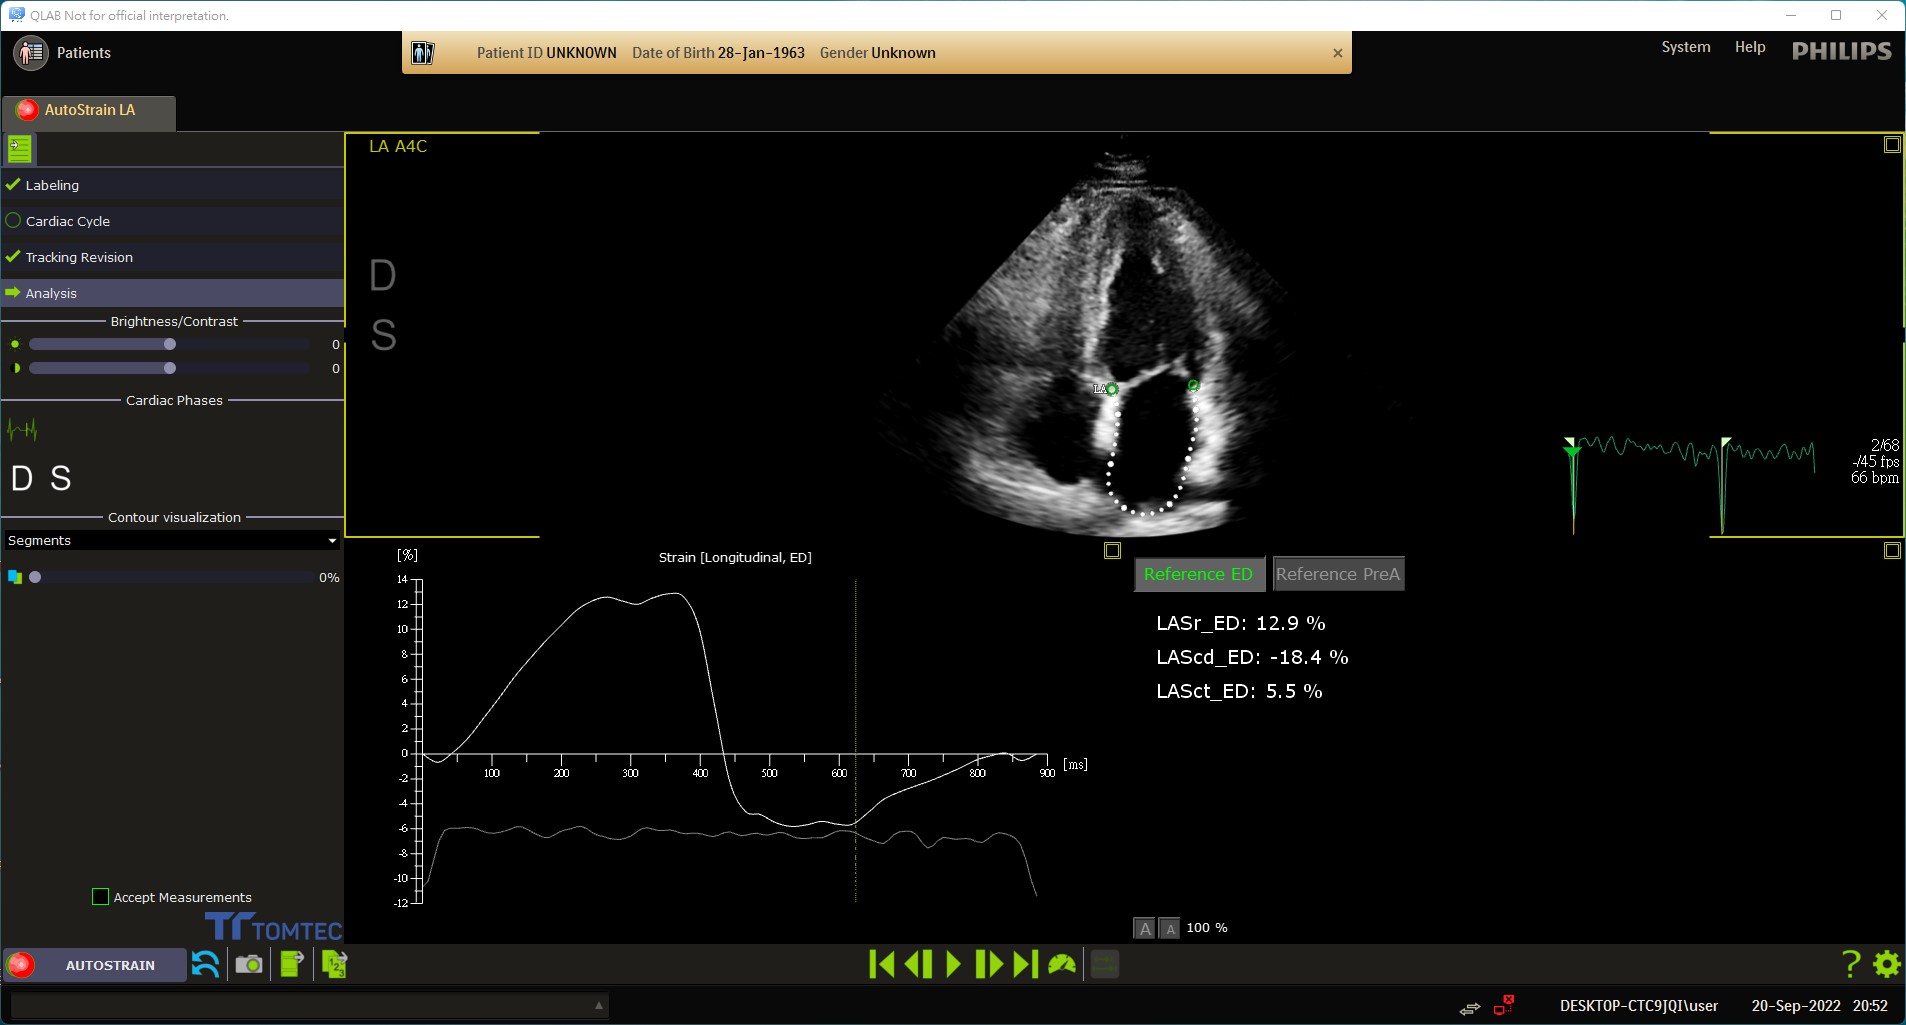 QLAB Not for official interpretation.
Patients
Patient ID UNKNOWN Date of Birth 28-Jan-1963 Gender Unknown
System Help PHILIPS
AutoStrain LA
Labeling
Cardiac Cycle
Tracking Revision
Analysis
Brightness/Contrast
0
0
Cardiac Phases
D S
Contour visualization
Segments
0%
Accept Measurements
TOMTEC
LA A4C
D
S
LA
2/68
-/45 fps
66 bpm
[%]
Strain [Longitudinal, ED]
14
12
10
8
6
4
2
0
-2
-4
-6
-8
-10
-12
100 200 300 400 500 600 700 800 900 [ms]
Reference ED Reference PreA
LASr_ED: 12.9 %
LAScd_ED: -18.4 %
LASct_ED: 5.5 %
A A 100 %
AUTOSTRAIN
1 2 3
?
DESKTOP-CTC9JQI\user 20-Sep-2022 20:52